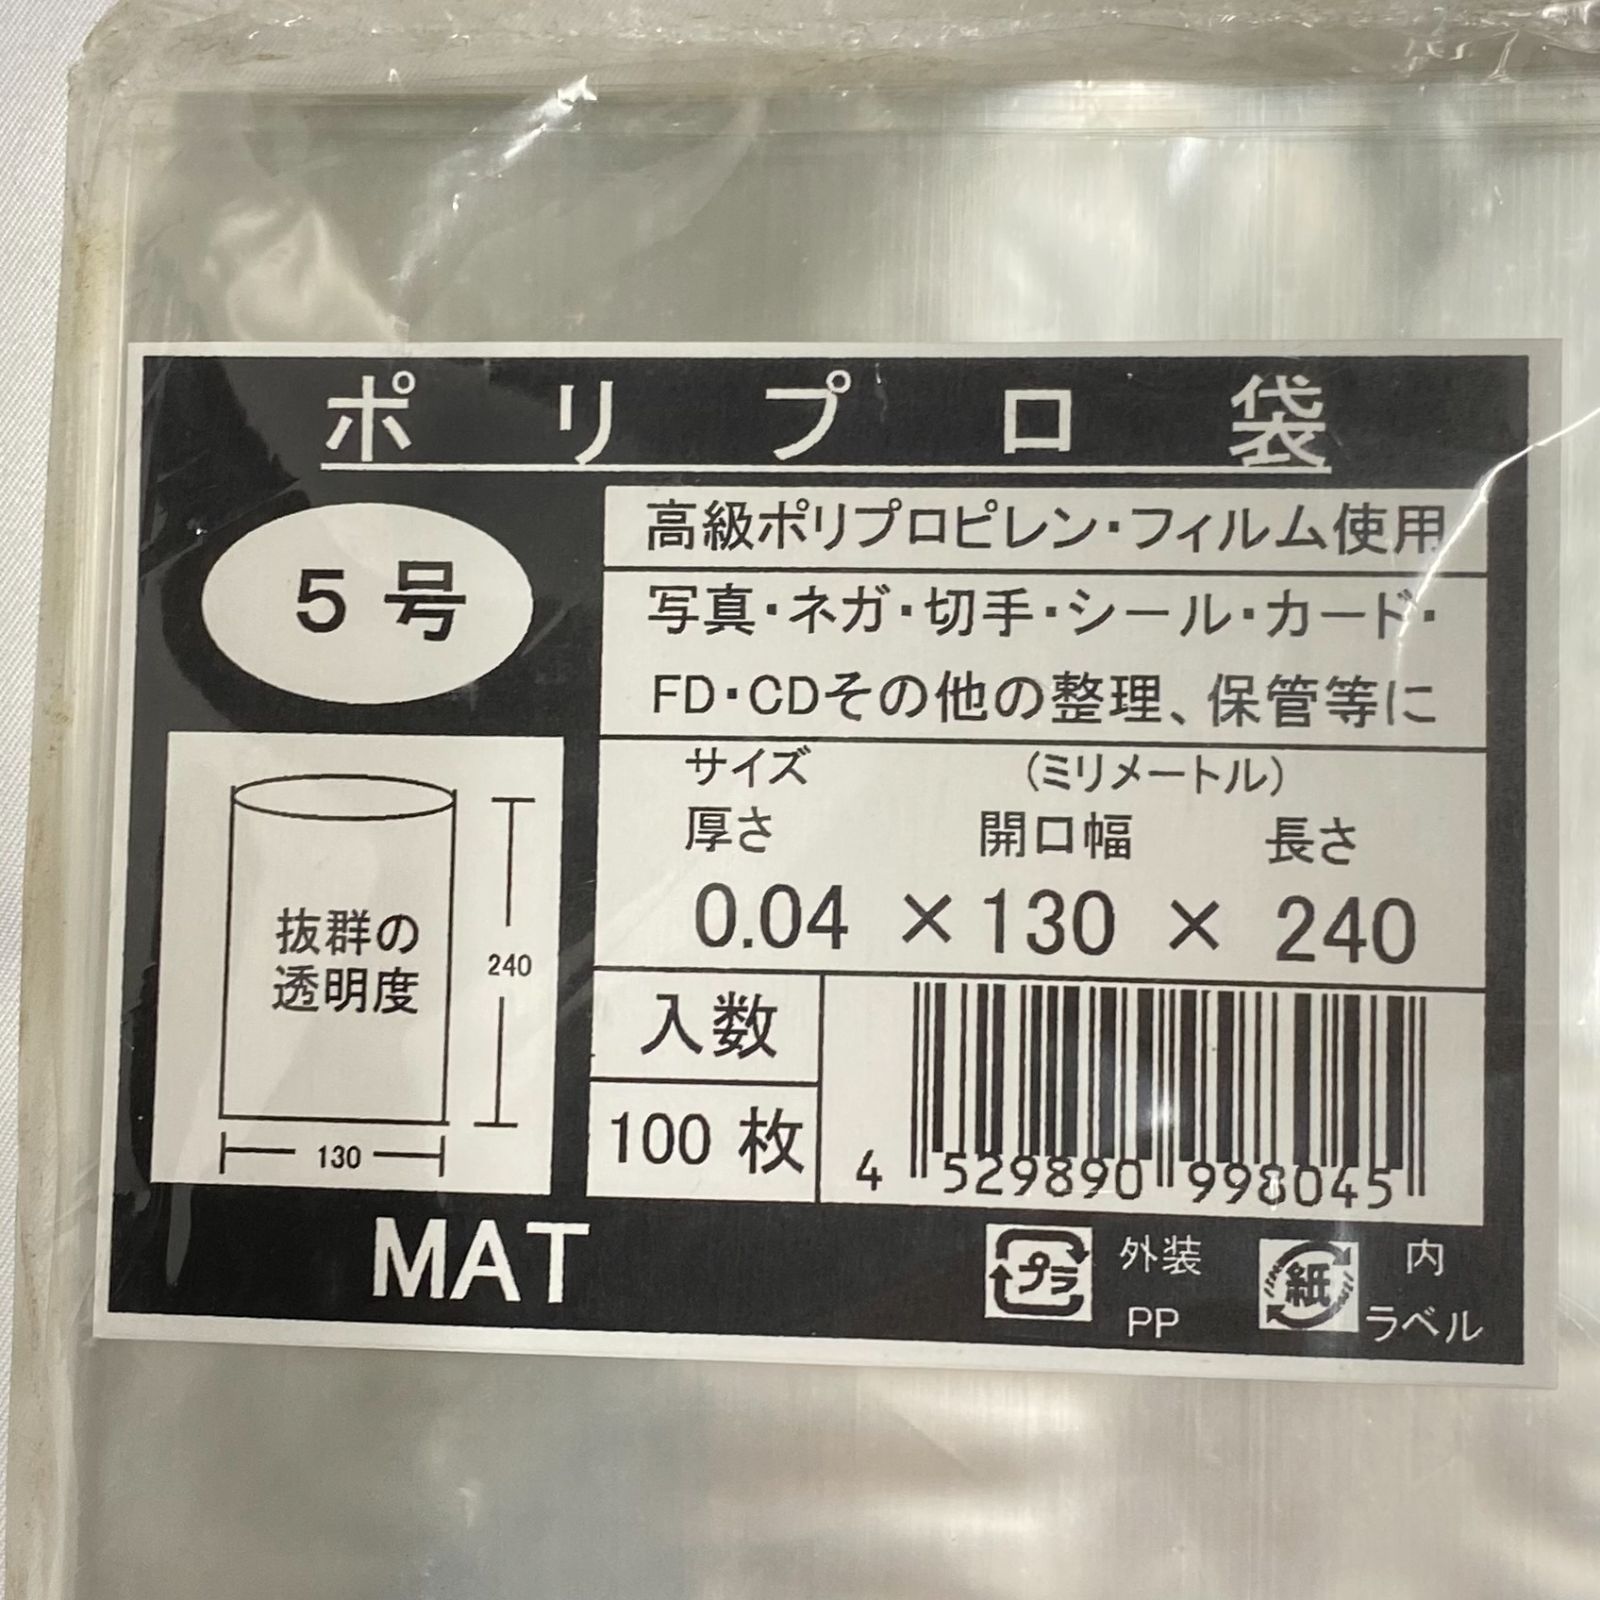 ポリプロ袋
5号
高級ポリプロピレン・フィルム使用
写真・ネガ・切手・シール・カード・
FD・CDその他の整理、保管等に
サイズ (ミリメートル)
厚さ 開口幅 長さ
0.04 × 130 × 240
抜群の
透明度
240
130
入数
100 枚
4 529890 998045
MAT
プラ
外装
PP
紙
内
ラベル